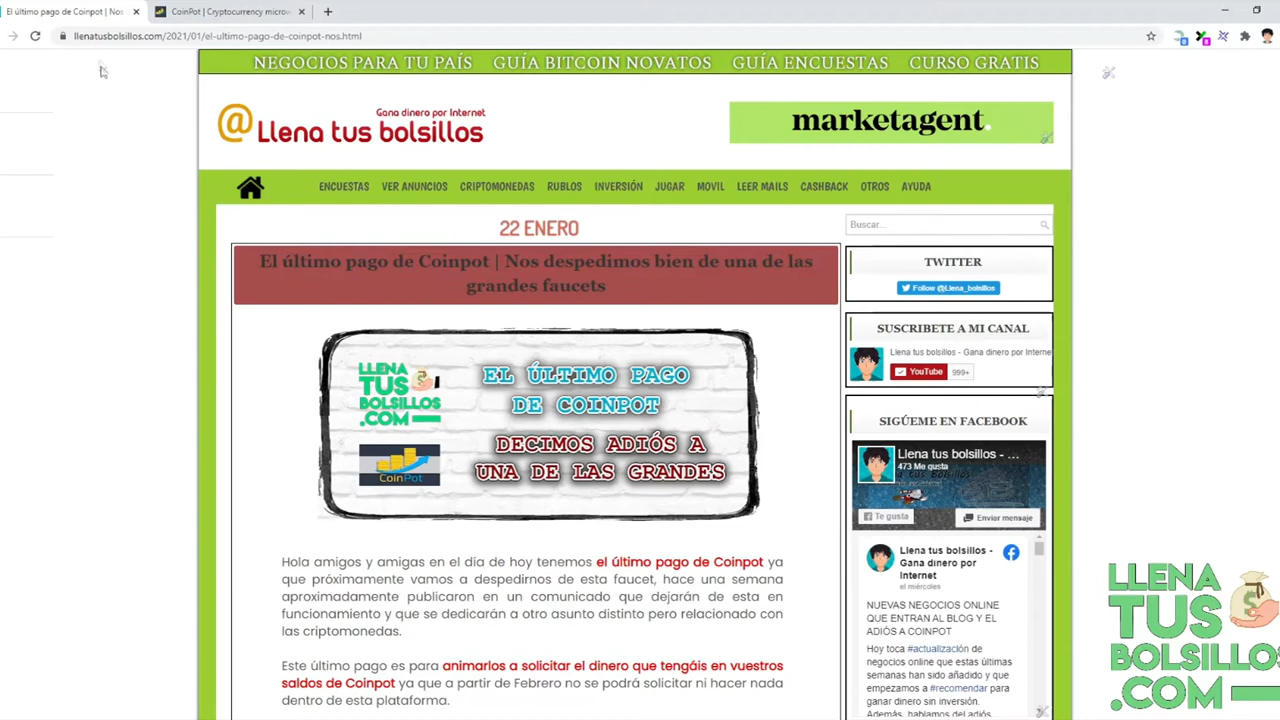 El último pago de Coinpot | Nos
CoinPot | Cryptocurrency microw
llenatusbolsillos.com/2021/01/el-ultimo-pago-de-coinpot-nos.html
NEGOCIOS PARA TU PAÍS GUÍA BITCOIN NOVATOS GUÍA ENCUESTAS CURSO GRATIS
Gana dinero por Internet
@Llena tus bolsillos
marketagent.
ENCUESTAS VER ANUNCIOS CRIPTOMONEDAS RUBLOS INVERSIÓN JUGAR MOVIL LEER MAILS CASHBACK OTROS AYUDA
22 ENERO
El último pago de Coinpot | Nos despedimos bien de una de las
grandes faucets
LLENA
TUS
BOLSILLOS
.COM
CoinPot
EL ÚLTIMO PAGO
DE COINPOT
DECIMOS ADIÓS A
UNA DE LAS GRANDES
Hola amigos y amigas en el día de hoy tenemos el último pago de Coinpot ya
que próximamente vamos a despedirnos de esta faucet, hace una semana
aproximadamente publicaron en un comunicado que dejarán de esta en
funcionamiento y que se dedicarán a otro asunto distinto pero relacionado con
las criptomonedas.
Este último pago es para animarlos a solicitar el dinero que tengáis en vuestros
saldos de Coinpot ya que a partir de Febrero no se podrá solicitar ni hacer nada
dentro de esta plataforma.
Buscar...
TWITTER
Follow @Llena_bolsillos
SUSCRIBETE A MI CANAL
Llena tus bolsillos - Gana dinero por Interne
YouTube 999+
SIGÚEME EN FACEBOOK
Llena tus bolsillos - ...
473 Me gusta
Te gusta
Enviar mensaje
Llena tus bolsillos -
Gana dinero por
Internet
el miércoles
NUEVAS NEGOCIOS ONLINE
QUE ENTRAN AL BLOG Y EL
ADIÓS A COINPOT
Hoy toca #actualización de
negocios online que estas últimas
semanas han sido añadido y que
empezamos a #recomendar para
ganar dinero sin inversión.
Además, hablamos del adiós
LLENA
TUS
BOLSILLOS
.COM